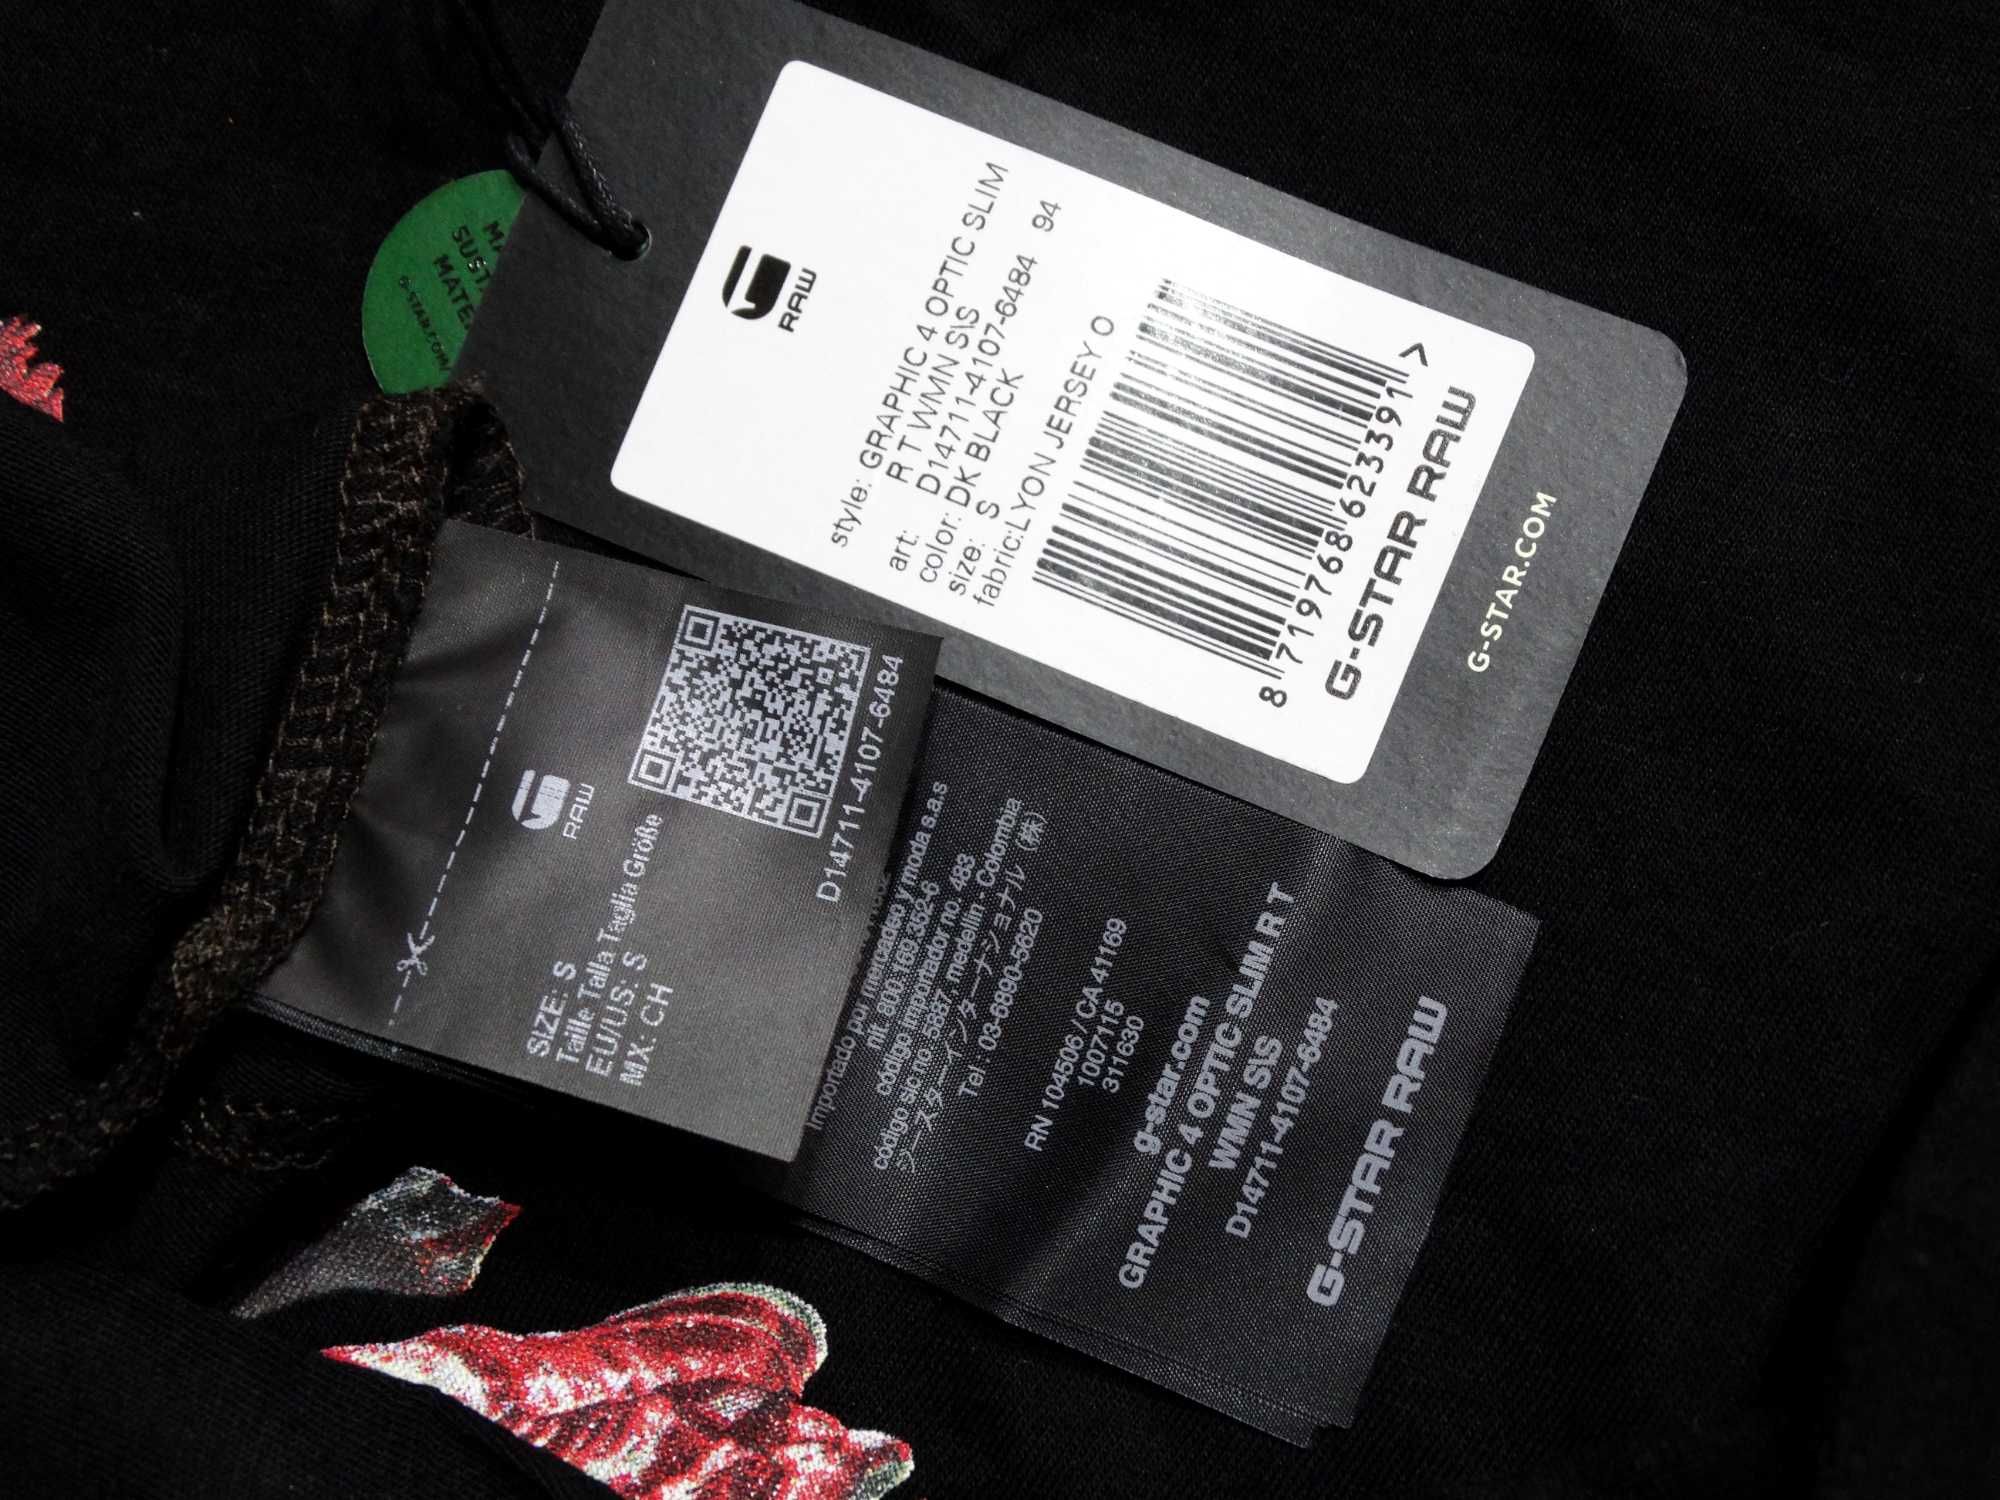 RAW
style: GRAPHIC 4 OPTIC SLIM
R T WMN S\S
art: D14711-4107-6484 94
color: DK BLACK
size: S
fabric: LYON JERSEY O
8 719768 623391 >
G-STAR RAW
G-STAR.COM
G-STAR.COM/
RAW
SIZE: S
Taille Talla Taglia Größe
EU/US: S
MX: CH
D14711-4107-6484
Importado por: mercadeo y moda s.a.s
nit. 800.169.352-6
código importador no. 483
código sic no. 5887. medellin - Colombia
ジースターインターナショナル (株)
Tel : 03-6890-5620
RN 104506 / CA 41169
1007115
311630
g-star.com
GRAPHIC 4 OPTIC SLIM R T
WMN S\S
D14711-4107-6484
G-STAR RAW